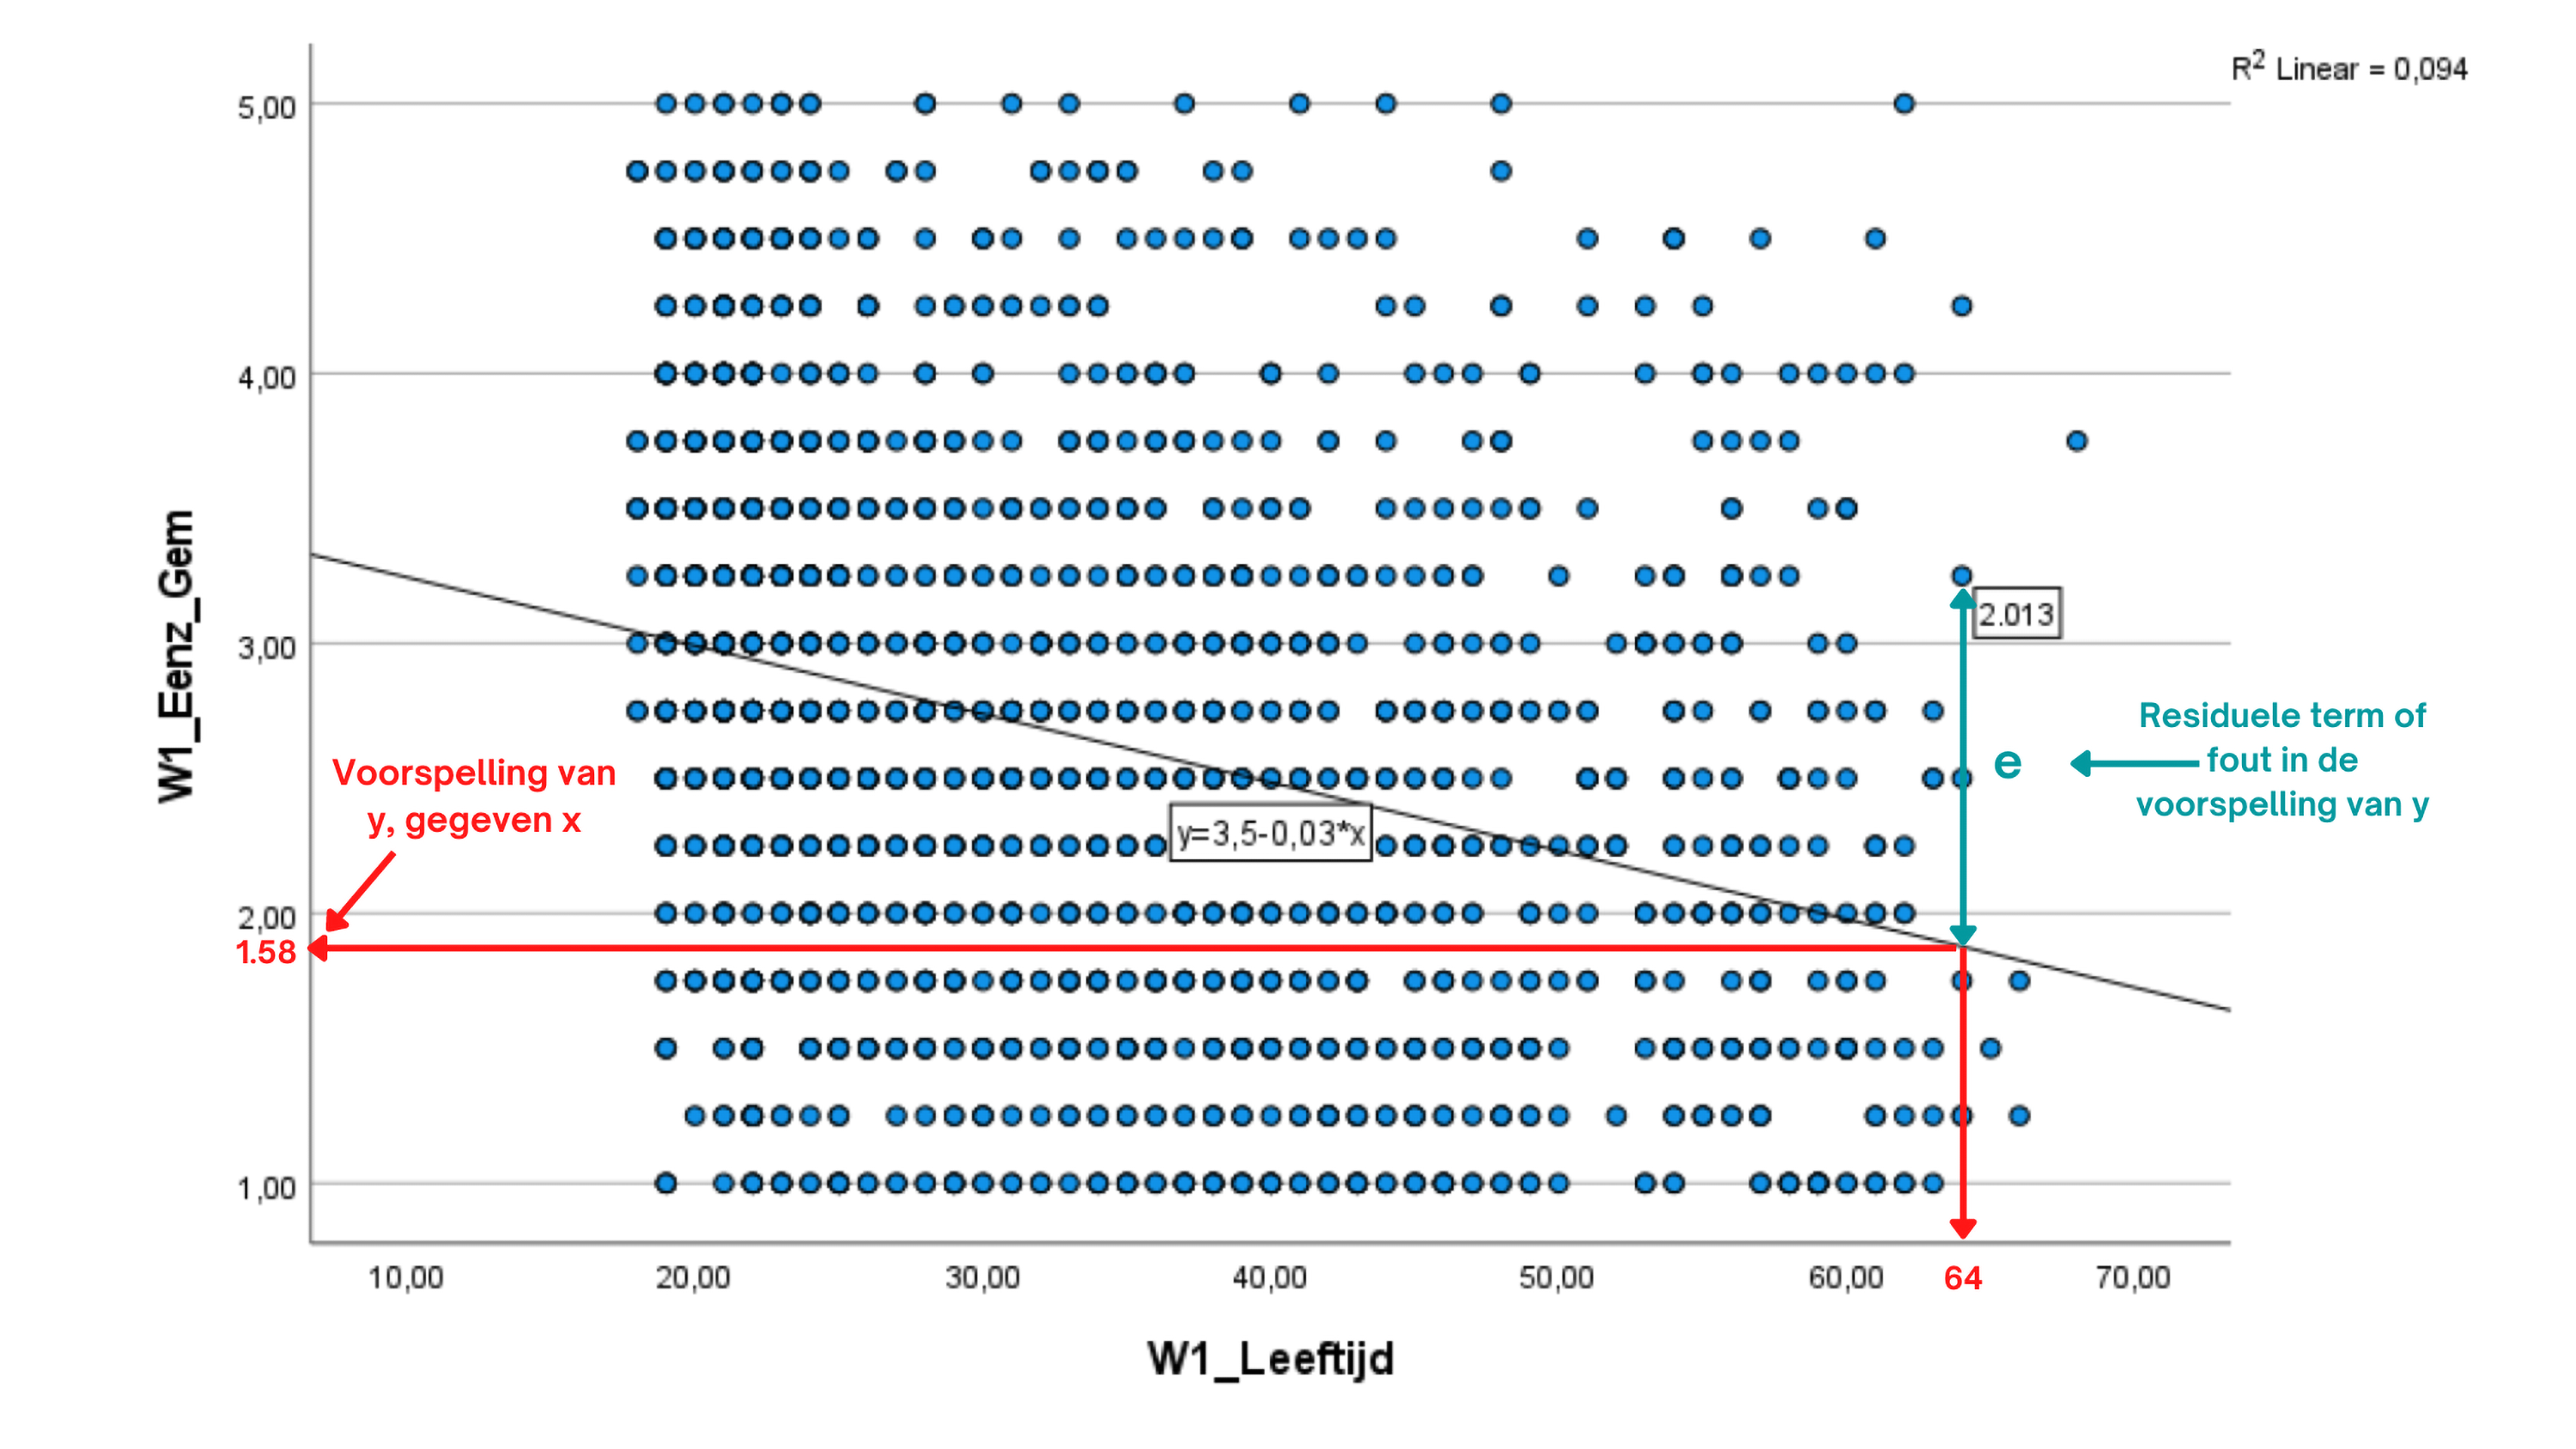 R² Linear = 0,094
5,00
4,00
3,00
2,00
1.58
1,00
W1_Eenz_Gem
Voorspelling van
y, gegeven x
y=3,5-0,03*x
2.013
e
Residuele term of
fout in de
voorspelling van y
10,00
20,00
30,00
40,00
50,00
60,00
64
70,00
W1_Leeftijd